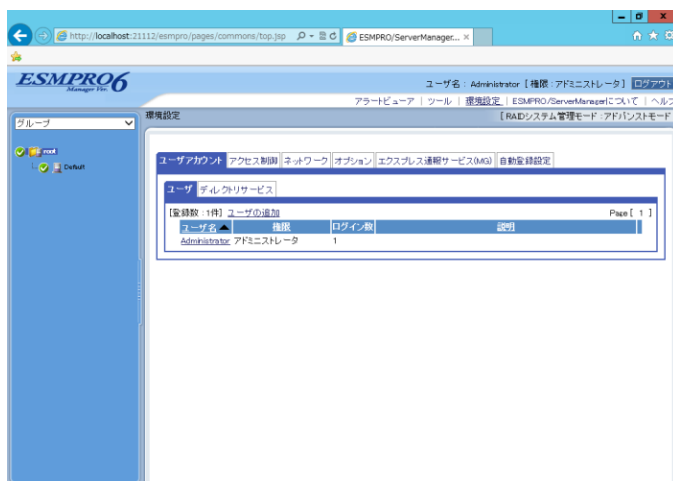 http://localhost:21112/esmpro/pages/commons/top.jsp
ESMPRO/ServerManager... ×
ESMPRO6
Manager Ver.
ユーザ名 : Administrator [ 権限 : アドミニストレータ ] ログアウト
アラートビューア | ツール | 環境設定 | ESMPRO/ServerManagerについて | ヘルプ
グループ
環境設定
[ RAIDシステム管理モード : アドバンストモード
root
Default
ユーザアカウント アクセス制御 ネットワーク オプション エクスプレス通報サービス(MG) 自動登録設定
ユーザ ディレクトリサービス
[登録数 : 1件] ユーザの追加 Page [ 1 ]
ユーザ名▲ 権限 ログイン数 説明
Administrator アドミニストレータ 1